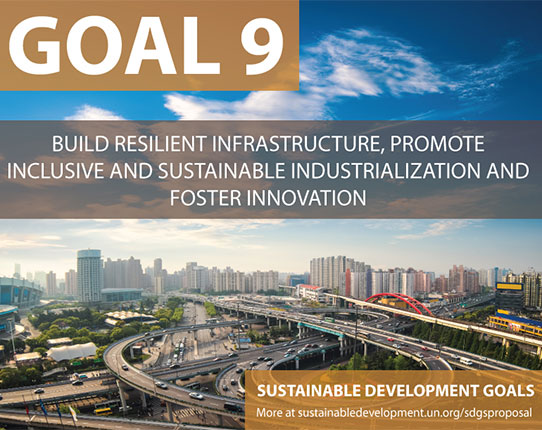 GOAL 9
BUILD RESILIENT INFRASTRUCTURE, PROMOTE
INCLUSIVE AND SUSTAINABLE INDUSTRIALIZATION AND
FOSTER INNOVATION
SUSTAINABLE DEVELOPMENT GOALS
More at sustainabledevelopment.un.org/sdgsproposal